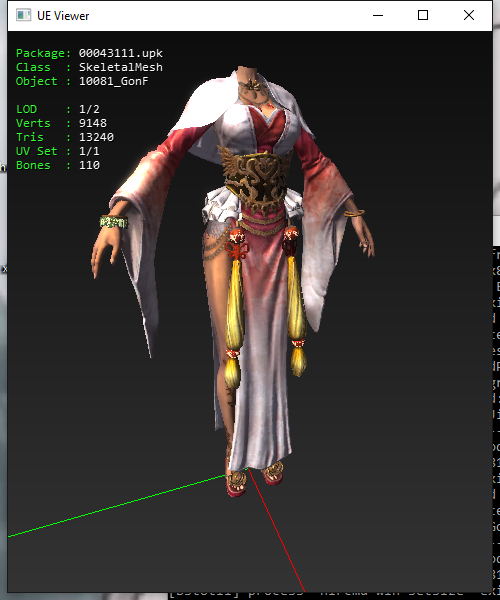 UE Viewer
Package: 00043111.upk
Class : SkeletalMesh
Object : 10081_GonF
LOD : 1/2
Verts : 9148
Tris : 13240
UV Set : 1/1
Bones : 110